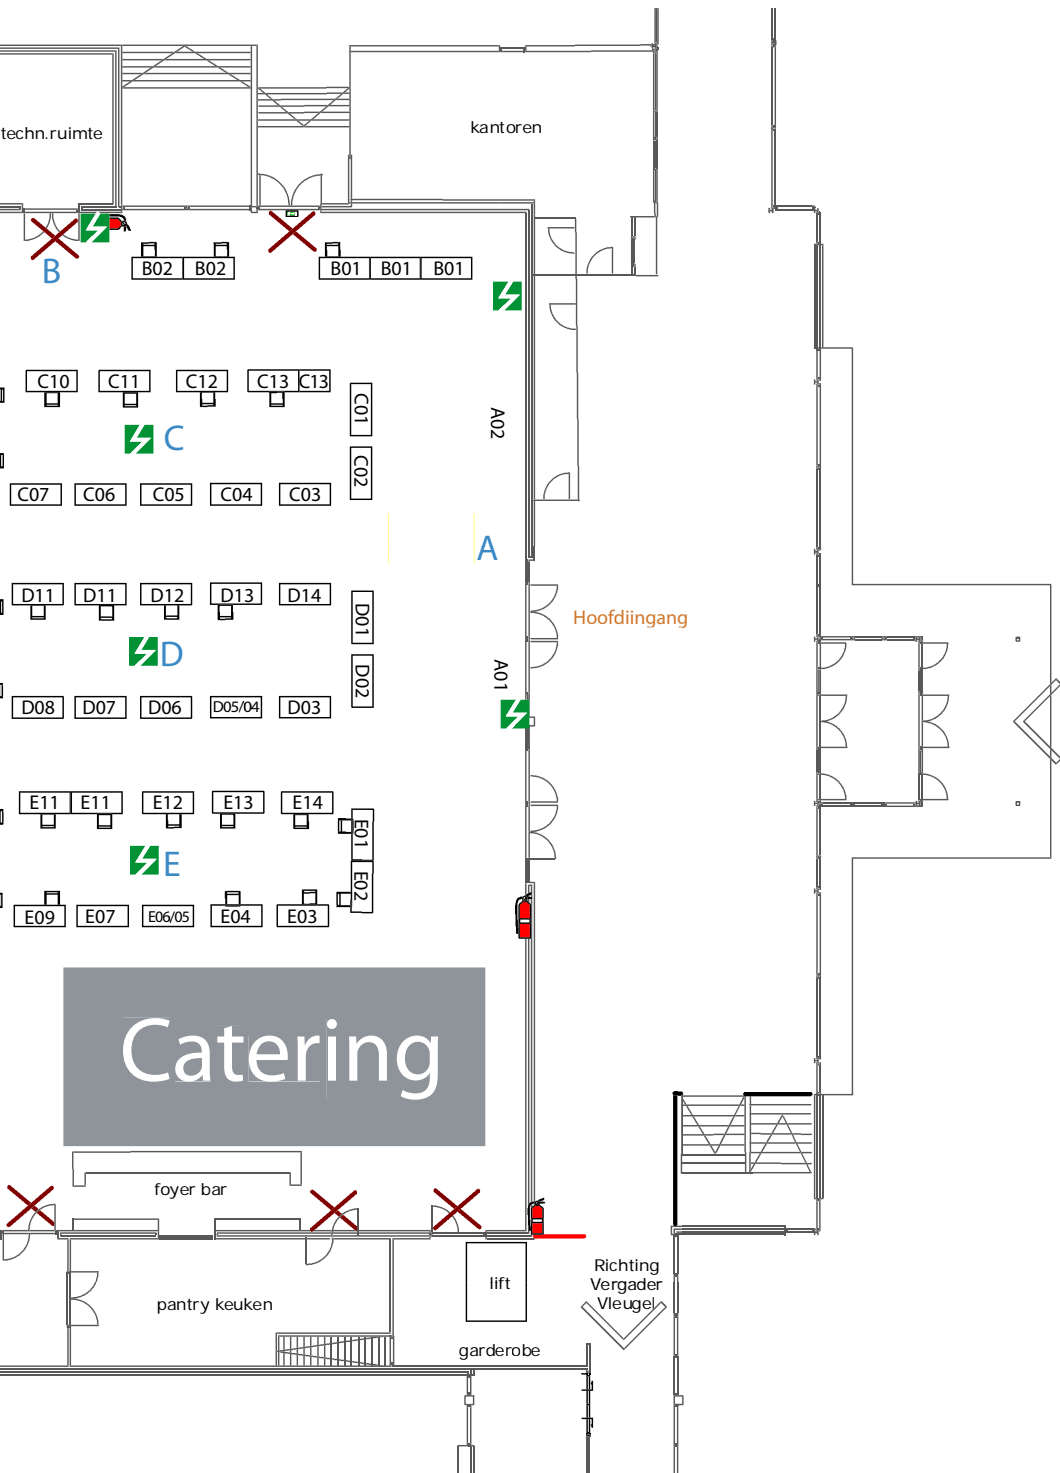 kantoren
techn.ruimte
B
B02 B02 B01 B01 B01
C10 C11 C12 C13 C13
C01
A02
C
C02
C07 C06 C05 C04 C03
A
D11 D11 D12 D13 D14
D01
Hoofdiingang
D
A01
D02
D08 D07 D06 D05/04 D03
E11 E11 E12 E13 E14
E01
E
E02
E09 E07 E06/05 E04 E03
Catering
foyer bar
Richting
Vergader
Vleugel
lift
pantry keuken
garderobe